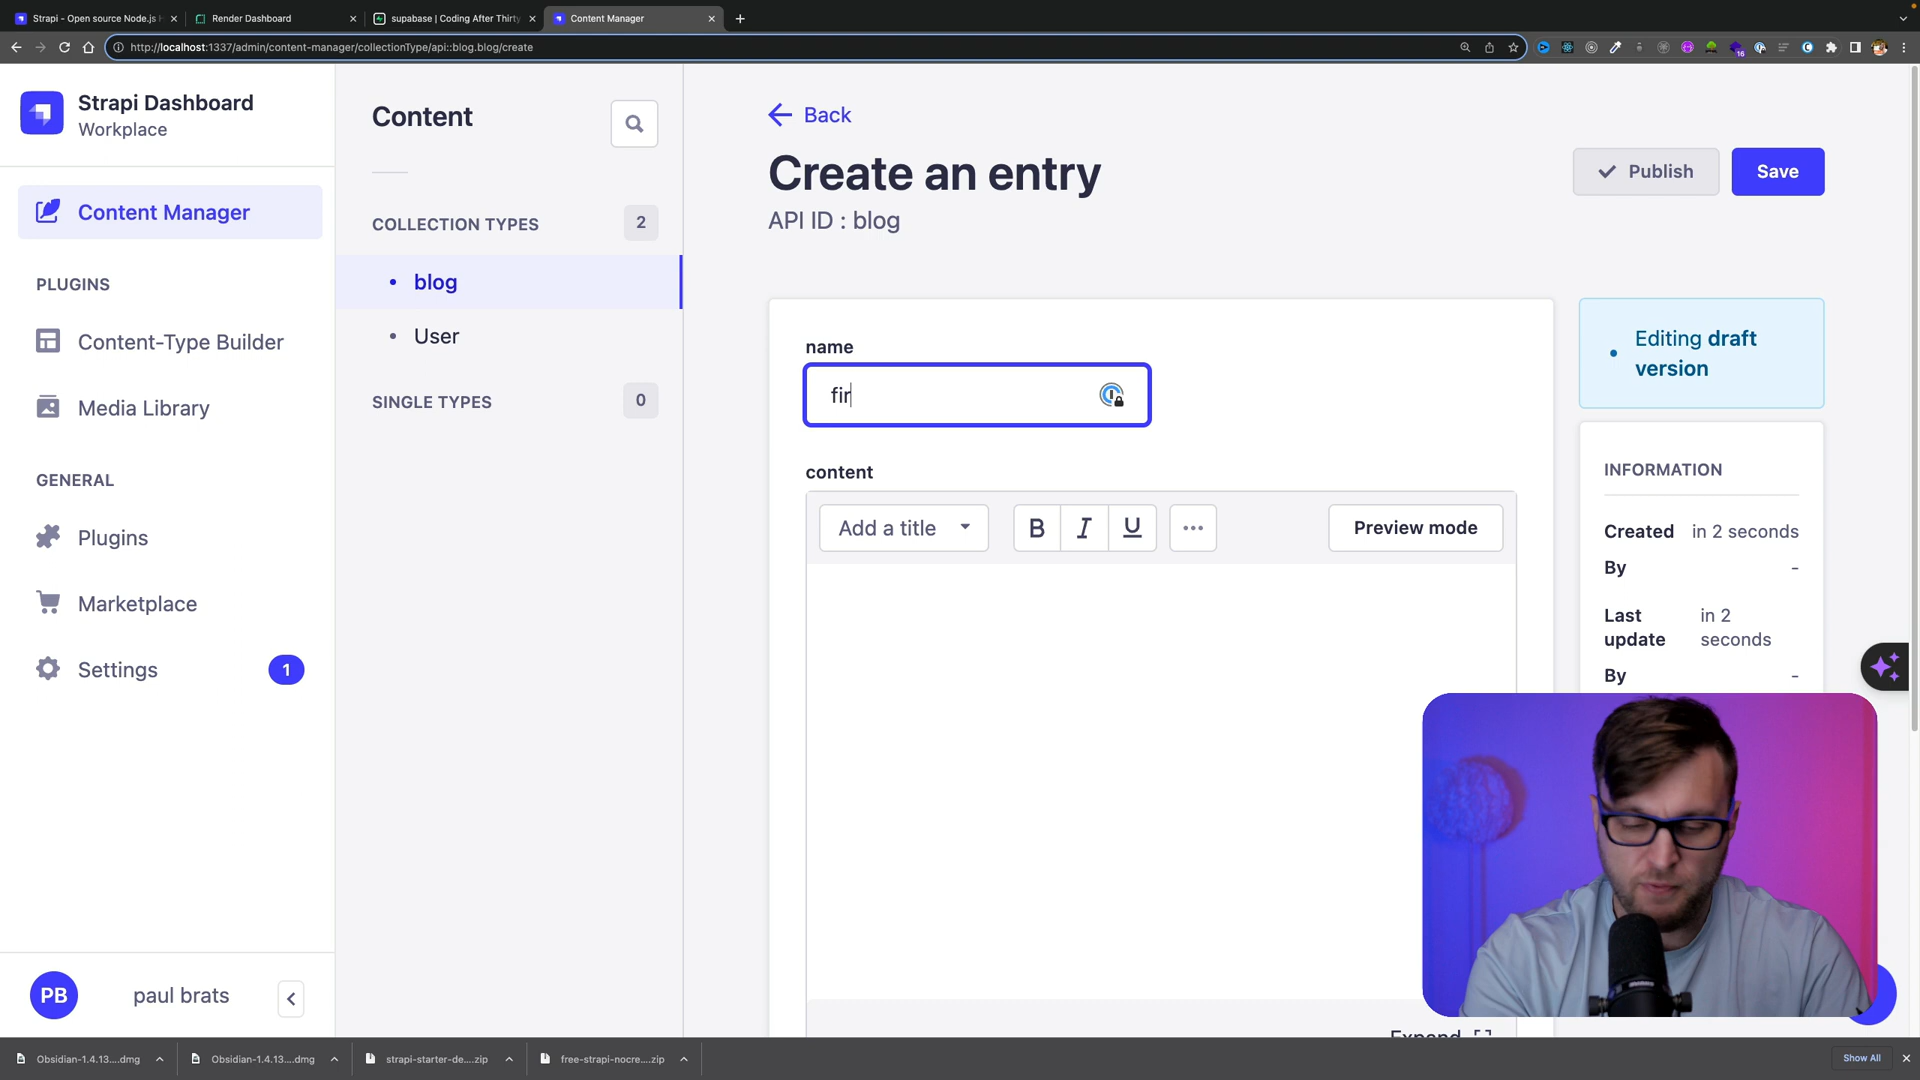 Strapi - Open source Node.js
Render Dashboard
supabase | Coding After Thirty
Content Manager
http://localhost:1337/admin/content-manager/collectionType/api::blog.blog/create
16
Strapi Dashboard
Workplace
Content Manager
PLUGINS
Content-Type Builder
Media Library
GENERAL
Plugins
Marketplace
Settings
1
PB
paul brats
Content
COLLECTION TYPES
2
blog
User
SINGLE TYPES
0
Back
Create an entry
API ID : blog
Publish
Save
name
fir
content
Add a title
B I U
Preview mode
Expand
Editing draft
version
INFORMATION
Created in 2 seconds
By -
Last in 2
update seconds
By -
Obsidian-1.4.13....dmg
Obsidian-1.4.13....dmg
strapi-starter-de....zip
free-strapi-nocre....zip
Show All